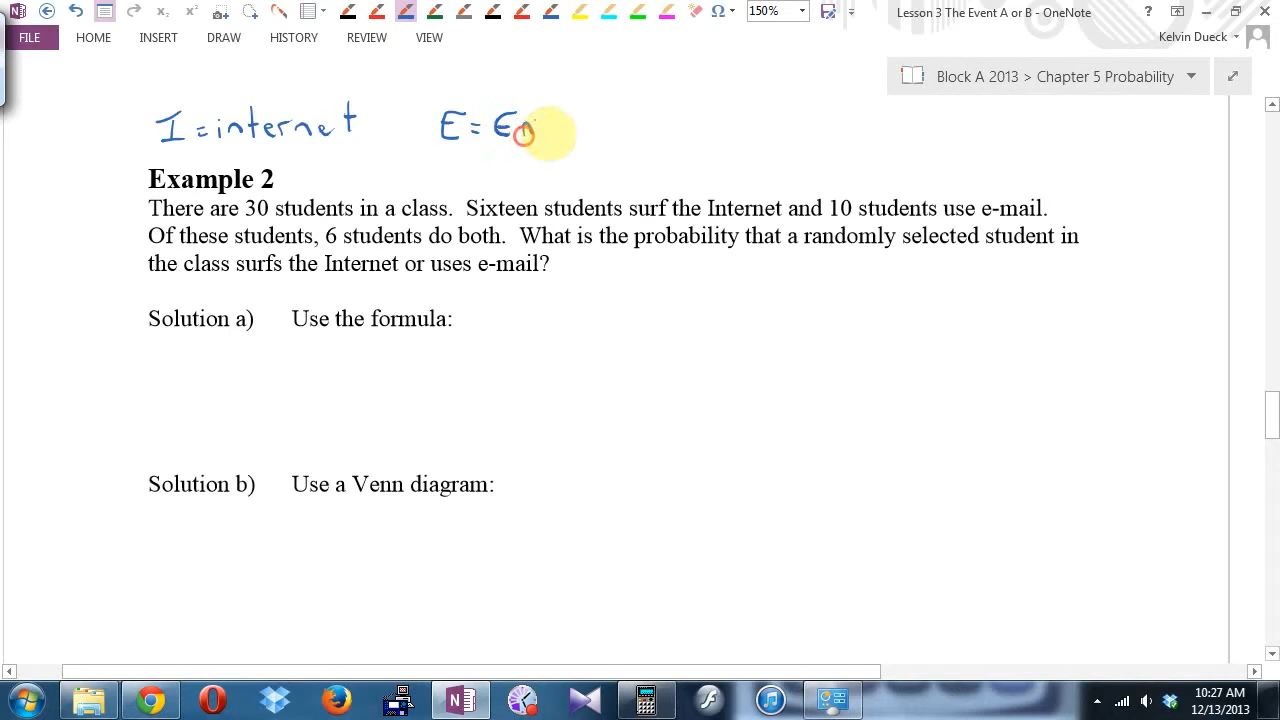 150%
Lesson 3 The Event A or B - OneNote
FILE HOME INSERT DRAW HISTORY REVIEW VIEW
Kelvin Dueck
Block A 2013 > Chapter 5 Probability
I = internet E =
Example 2
There are 30 students in a class. Sixteen students surf the Internet and 10 students use e-mail.
Of these students, 6 students do both. What is the probability that a randomly selected student in
the class surfs the Internet or uses e-mail?
Solution a) Use the formula:
Solution b) Use a Venn diagram:
10:27 AM
12/13/2013